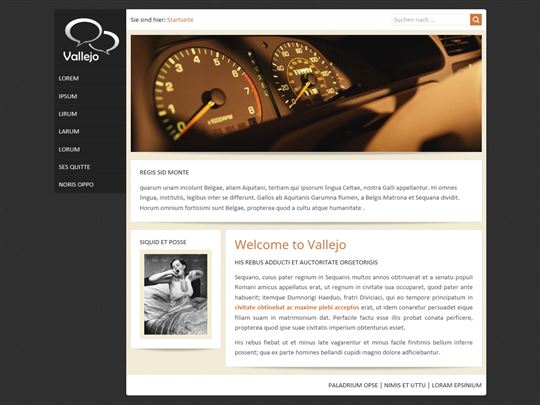 Vallejo
LOREM
IPSUM
LIRUM
LARUM
LORUM
SES QUITTE
NORIS OPPO
Sie sind hier: Startseite
Suchen nach ...
REGIS SID MONTE
quarum unam incolunt Belgae, aliam Aquitani, tertiam qui ipsorum lingua Celtae, nostra Galli appellantur. Hi omnes
lingua, institutis, legibus inter se differunt. Gallos ab Aquitanis Garumna flumen, a Belgis Matrona et Sequana dividit.
Horum omnium fortissimi sunt Belgae, propterea quod a cultu atque humanitate .
SIQUID ET POSSE
Welcome to Vallejo
HIS REBUS ADDUCTI ET AUCTORITATE ORGETORIGIS
Sequano, cuius pater regnum in Sequanis multos annos obtinuerat et a senatu populi
Romani amicus appellatus erat, ut regnum in civitate sua occuparet, quod pater ante
habuerit; itemque Dumnorigi Haeduo, fratri Diviciaci, qui eo tempore principatum in
civitate obtinebat ac maxime plebi acceptus erat, ut idem conaretur persuadet eique
filiam suam in matrimonium dat. Perfacile factu esse illis probat conata perficere,
propterea quod ipse suae civitatis imperium obtenturus esset.
His rebus fiebat ut et minus late vagarentur et minus facile finitimis bellum inferre
possent; qua ex parte homines bellandi cupidi magno dolore adficiebantur.
PALADRIUM OPSE | NIMIS ET UTTU | LORAM EPSINIUM